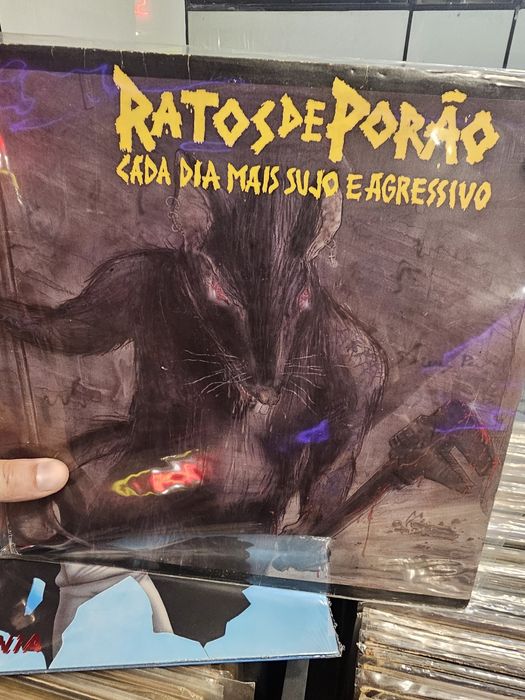 RATOS DE PORÃO
CADA DIA MAIS SUJO E AGRESSIVO